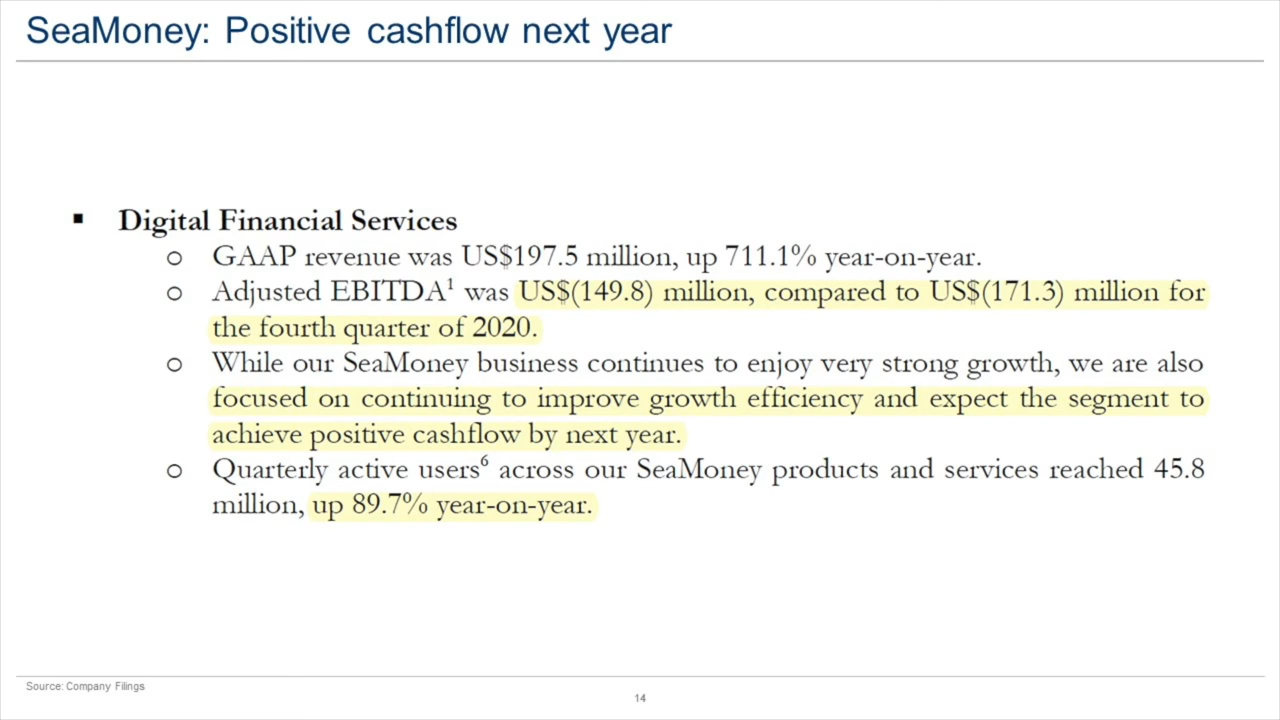 SeaMoney: Positive cashflow next year
▪ Digital Financial Services
o GAAP revenue was US$197.5 million, up 711.1% year-on-year.
o Adjusted EBITDA¹ was US$(149.8) million, compared to US$(171.3) million for
the fourth quarter of 2020.
o While our SeaMoney business continues to enjoy very strong growth, we are also
focused on continuing to improve growth efficiency and expect the segment to
achieve positive cashflow by next year.
o Quarterly active users⁶ across our SeaMoney products and services reached 45.8
million, up 89.7% year-on-year.
Source: Company Filings
14